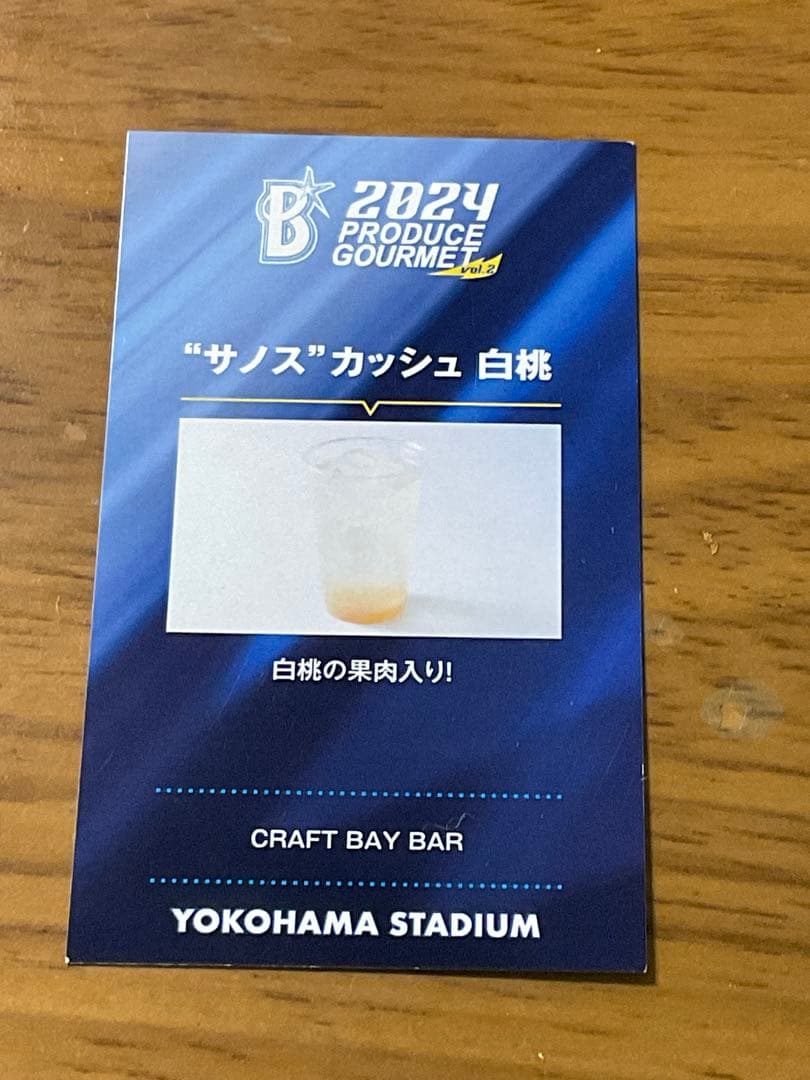 B
2024
PRODUCE
GOURMET
vol.2
“サノス”カッシュ 白桃
白桃の果肉入り!
CRAFT BAY BAR
YOKOHAMA STADIUM